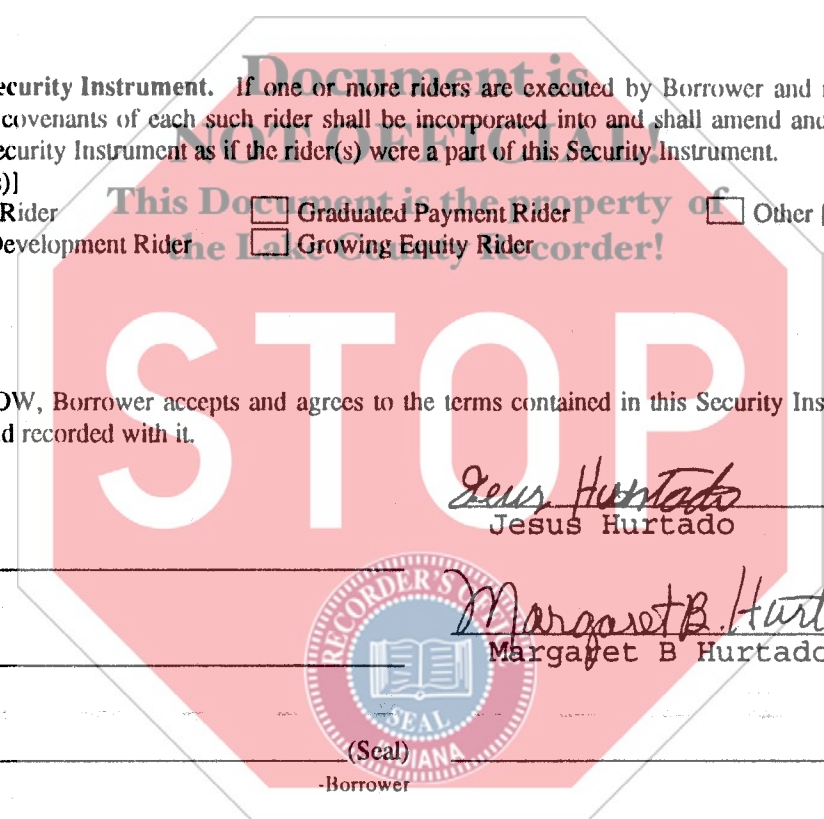 Document is
ecurity Instrument. If one or more riders are executed by Borrower and
covenants of each such rider shall be incorporated into and shall amend and
NOT OFFICIAL!
ecurity Instrument as if the rider(s) were a part of this Security Instrument.
)]
Rider Graduated Payment Rider Other
This Document is the property of
evelopment Rider Growing Equity Rider
the Lake County Recorder!
STOP
OW, Borrower accepts and agrees to the terms contained in this Security Ins
d recorded with it.
Jesus Hurtado
Jesus Hurtado
Margaret B. Hurt
Margaret B Hurtado
RECORDER'S OFFICE
SEAL
INDIANA
(Seal)
-Borrower